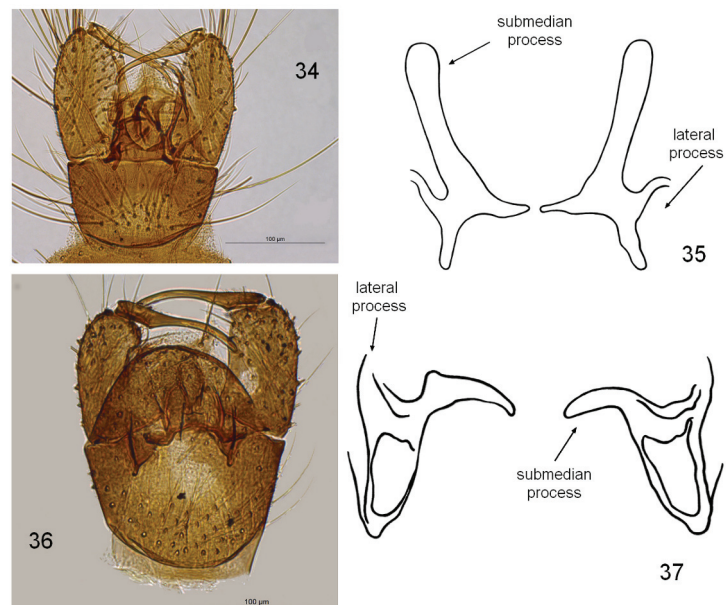 34
100 μm
submedian
process
lateral
process
35
36
100 μm
lateral
process
submedian
process
37